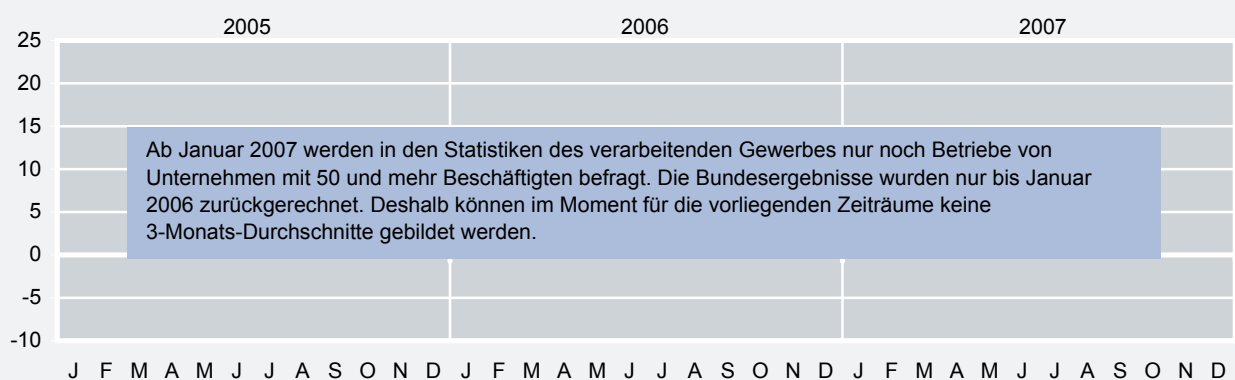 2005 2006 2007
25
20
15
10
5
0
-5
-10
Ab Januar 2007 werden in den Statistiken des verarbeitenden Gewerbes nur noch Betriebe von
Unternehmen mit 50 und mehr Beschäftigten befragt. Die Bundesergebnisse wurden nur bis Januar
2006 zurückgerechnet. Deshalb können im Moment für die vorliegenden Zeiträume keine
3-Monats-Durchschnitte gebildet werden.
J F M A M J J A S O N D J F M A M J J A S O N D J F M A M J J A S O N D